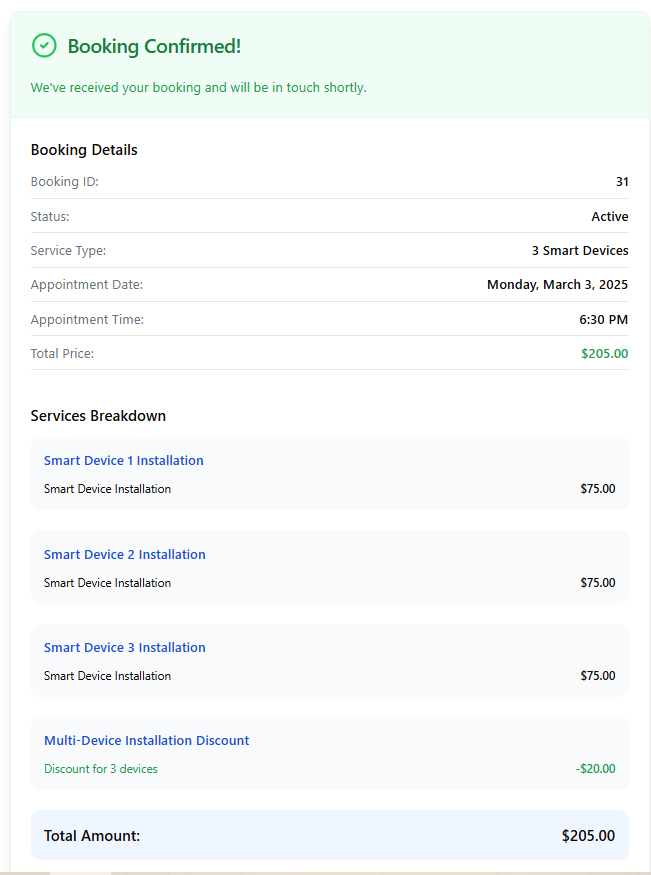 Booking Confirmed!
We've received your booking and will be in touch shortly.
Booking Details
Booking ID: 31
Status: Active
Service Type: 3 Smart Devices
Appointment Date: Monday, March 3, 2025
Appointment Time: 6:30 PM
Total Price: $205.00
Services Breakdown
Smart Device 1 Installation
Smart Device Installation $75.00
Smart Device 2 Installation
Smart Device Installation $75.00
Smart Device 3 Installation
Smart Device Installation $75.00
Multi-Device Installation Discount
Discount for 3 devices -$20.00
Total Amount: $205.00